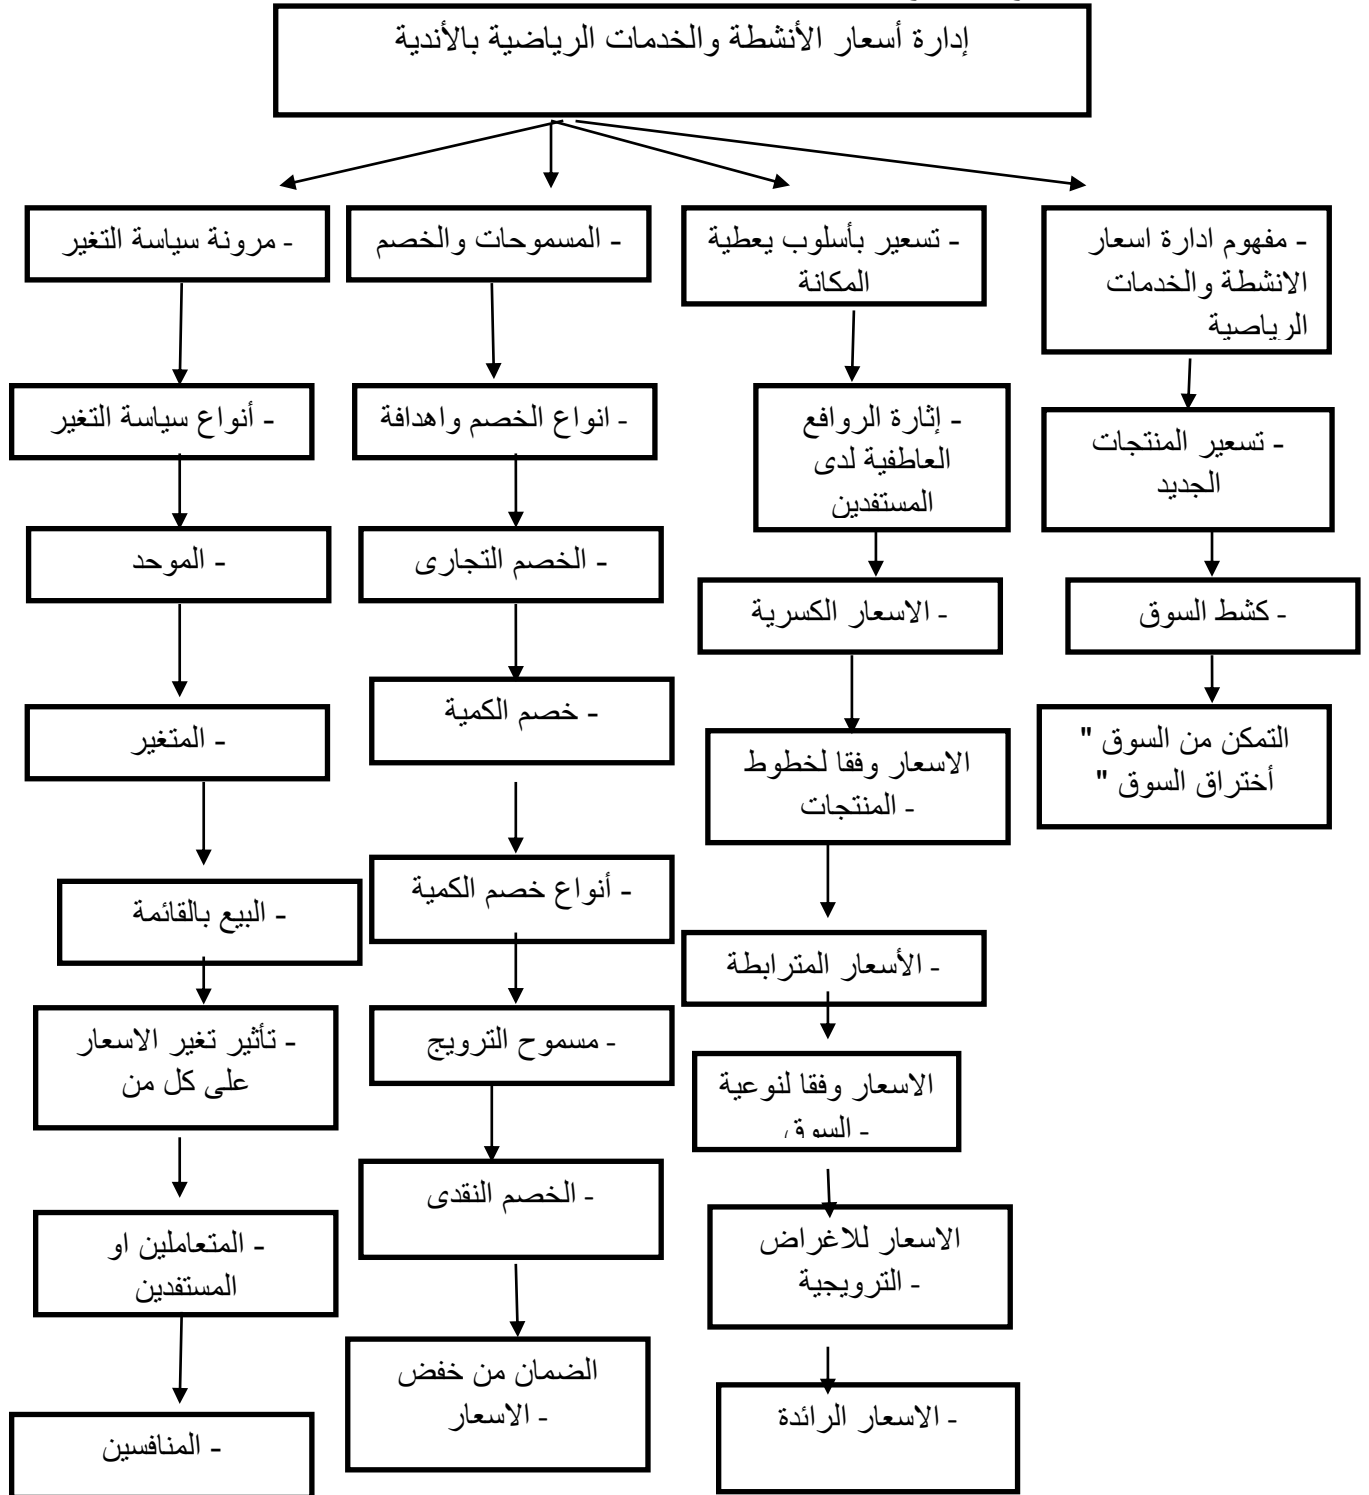 إدارة أسعار الأنشطة والخدمات الرياضية بالأندية
- مفهوم ادارة اسعار
الانشطة والخدمات
الرياصية
- تسعير المنتجات
الجديد
- كشط السوق
التمكن من السوق "
أختراق السوق "
- تسعير بأسلوب يعطية
المكانة
- إثارة الروافع
العاطفية لدى
المستفدين
- الاسعار الكسرية
الاسعار وفقا لخطوط
- المنتجات
- الأسعار المترابطة
الاسعار وفقا لنوعية
- السوق
الاسعار للاغراض
- الترويجية
- الاسعار الرائدة
- المسموحات والخصم
- انواع الخصم واهدافة
- الخصم التجارى
- خصم الكمية
- أنواع خصم الكمية
- مسموح الترويج
- الخصم النقدى
الضمان من خفض
- الاسعار
- مرونة سياسة التغير
- أنواع سياسة التغير
- الموحد
- المتغير
- البيع بالقائمة
- تأثير تغير الاسعار
على كل من
- المتعاملين او
المستفدين
- المنافسين